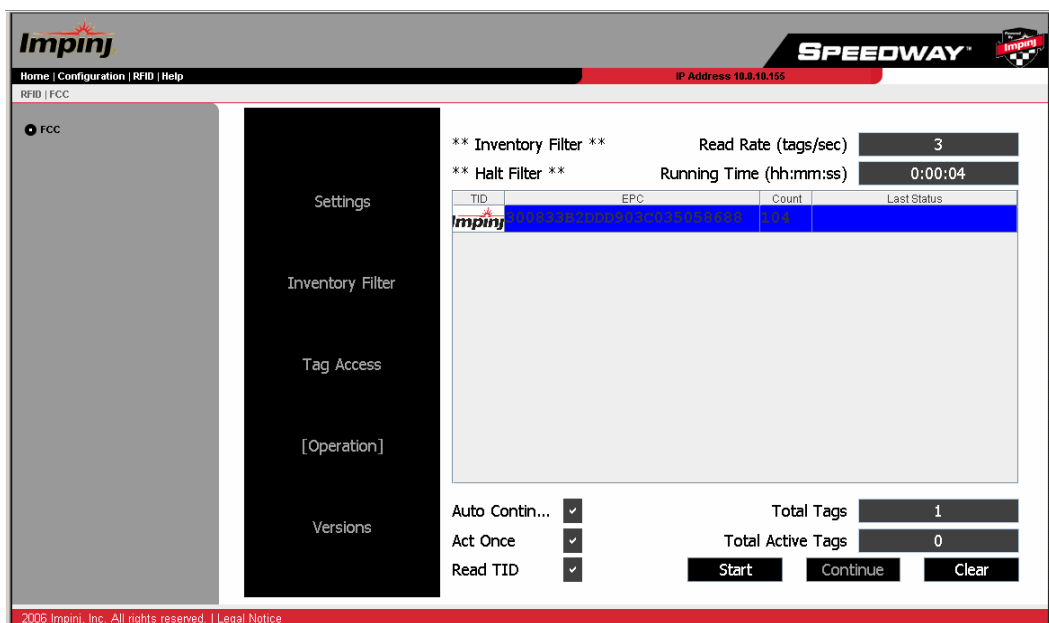 Impinj
SPEEDWAY™
Powered By Impinj
Home | Configuration | RFID | Help
IP Address 10.0.10.155
RFID | FCC
FCC
Settings
Inventory Filter
Tag Access
[Operation]
Versions
** Inventory Filter ** Read Rate (tags/sec) 3
** Halt Filter ** Running Time (hh:mm:ss) 0:00:04
TID EPC Count Last Status
Impinj 300833B2DDD903C035058688 104
Auto Contin... Total Tags 1
Act Once Total Active Tags 0
Read TID Start Continue Clear
2006 Impinj, Inc. All rights reserved. | Legal Notice